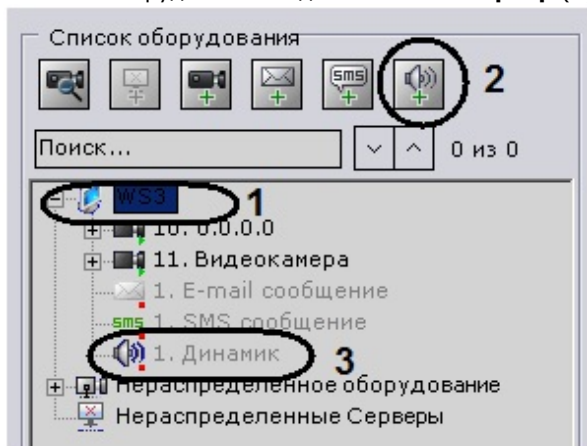 Список оборудования
sms
2
Поиск...
0 из 0
WS3
1
10. 0.0.0.0
11. Видеокамера
1. E-mail сообщение
sms 1. SMS сообщение
1. Динамик
3
Нераспределенное оборудование
Нераспределенные Серверы